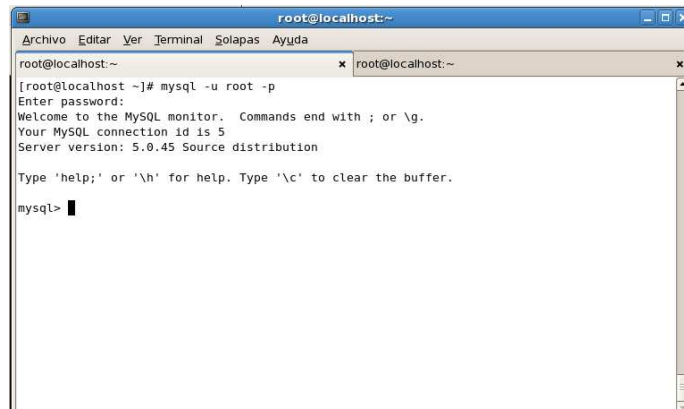 root@localhost:~
Archivo Editar Ver Terminal Solapas Ayuda
root@localhost:~ root@localhost:~
[root@localhost ~]# mysql -u root -p
Enter password:
Welcome to the MySQL monitor.  Commands end with ; or \g.
Your MySQL connection id is 5
Server version: 5.0.45 Source distribution
Type 'help;' or '\h' for help. Type '\c' to clear the buffer.
mysql>